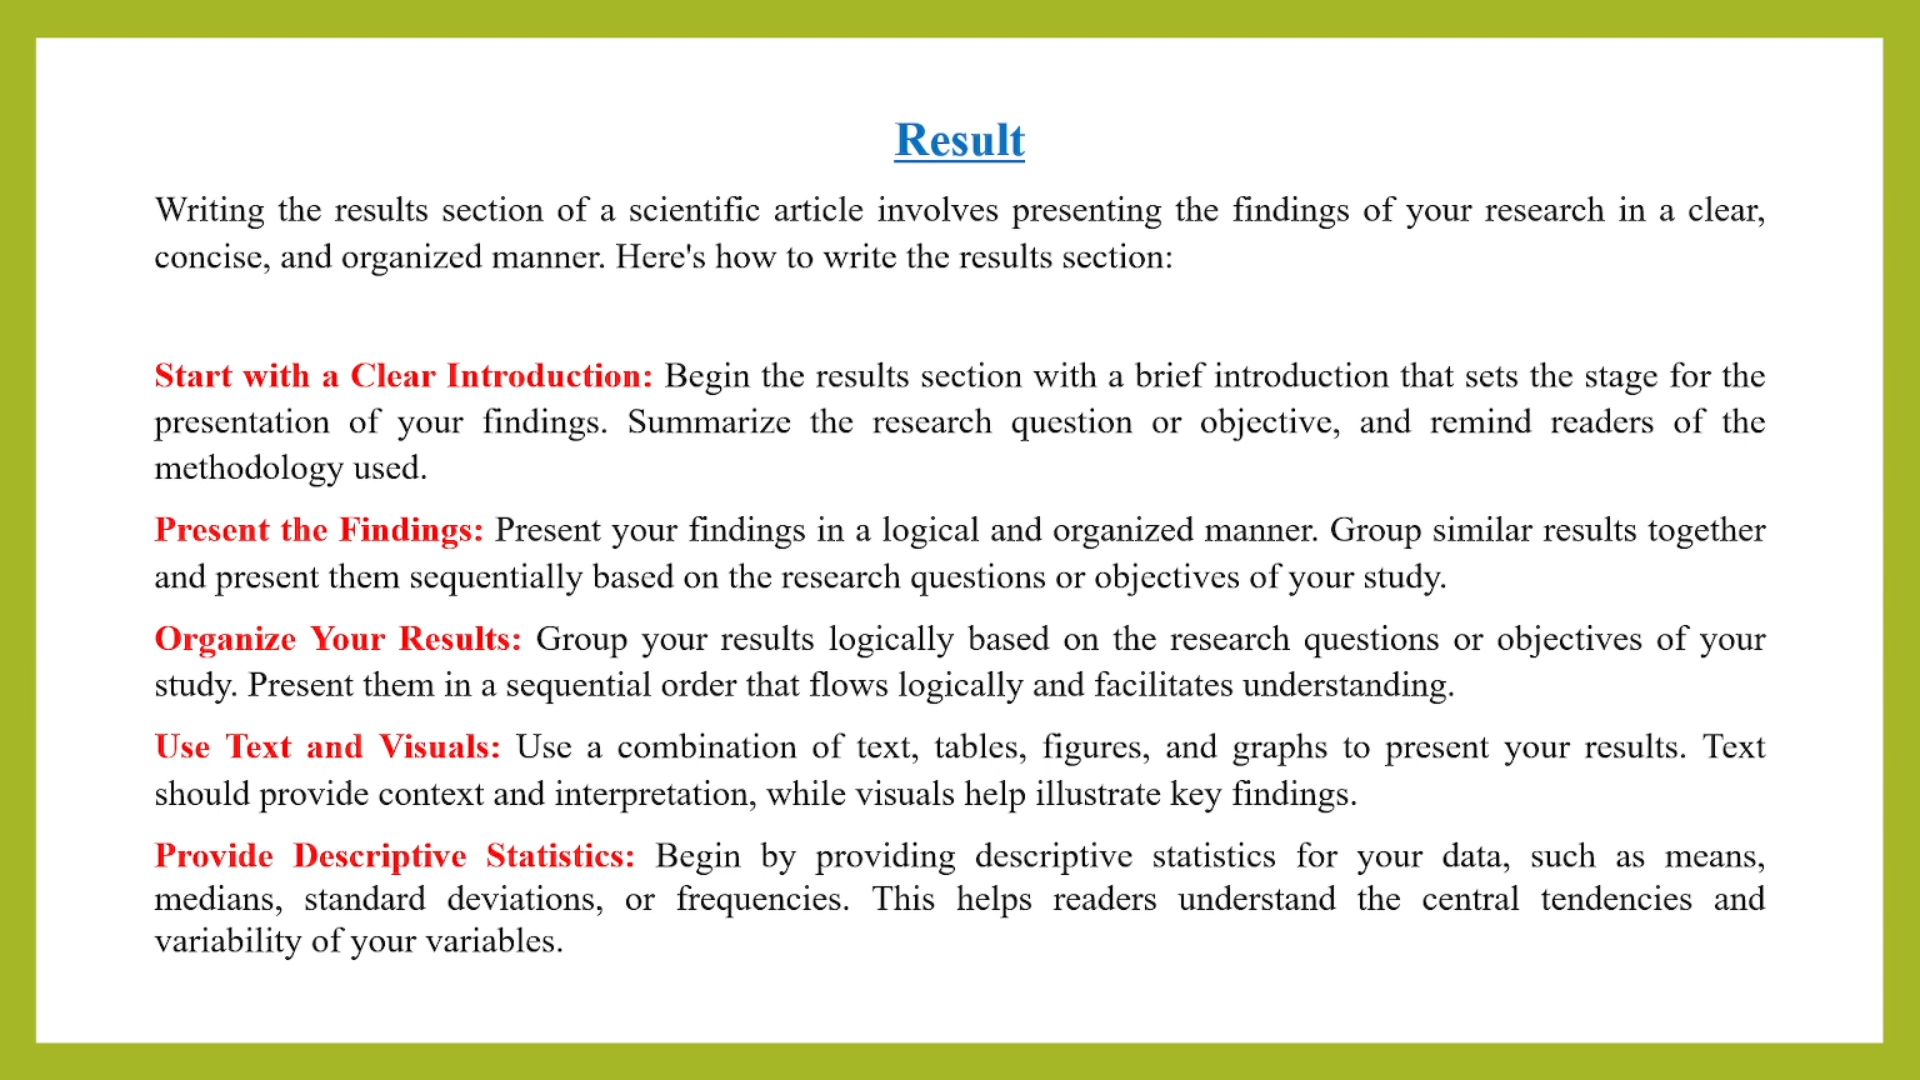 Result
Writing the results section of a scientific article involves presenting the findings of your research in a clear,
concise, and organized manner. Here's how to write the results section:
Start with a Clear Introduction: Begin the results section with a brief introduction that sets the stage for the
presentation of your findings. Summarize the research question or objective, and remind readers of the
methodology used.
Present the Findings: Present your findings in a logical and organized manner. Group similar results together
and present them sequentially based on the research questions or objectives of your study.
Organize Your Results: Group your results logically based on the research questions or objectives of your
study. Present them in a sequential order that flows logically and facilitates understanding.
Use Text and Visuals: Use a combination of text, tables, figures, and graphs to present your results. Text
should provide context and interpretation, while visuals help illustrate key findings.
Provide Descriptive Statistics: Begin by providing descriptive statistics for your data, such as means,
medians, standard deviations, or frequencies. This helps readers understand the central tendencies and
variability of your variables.